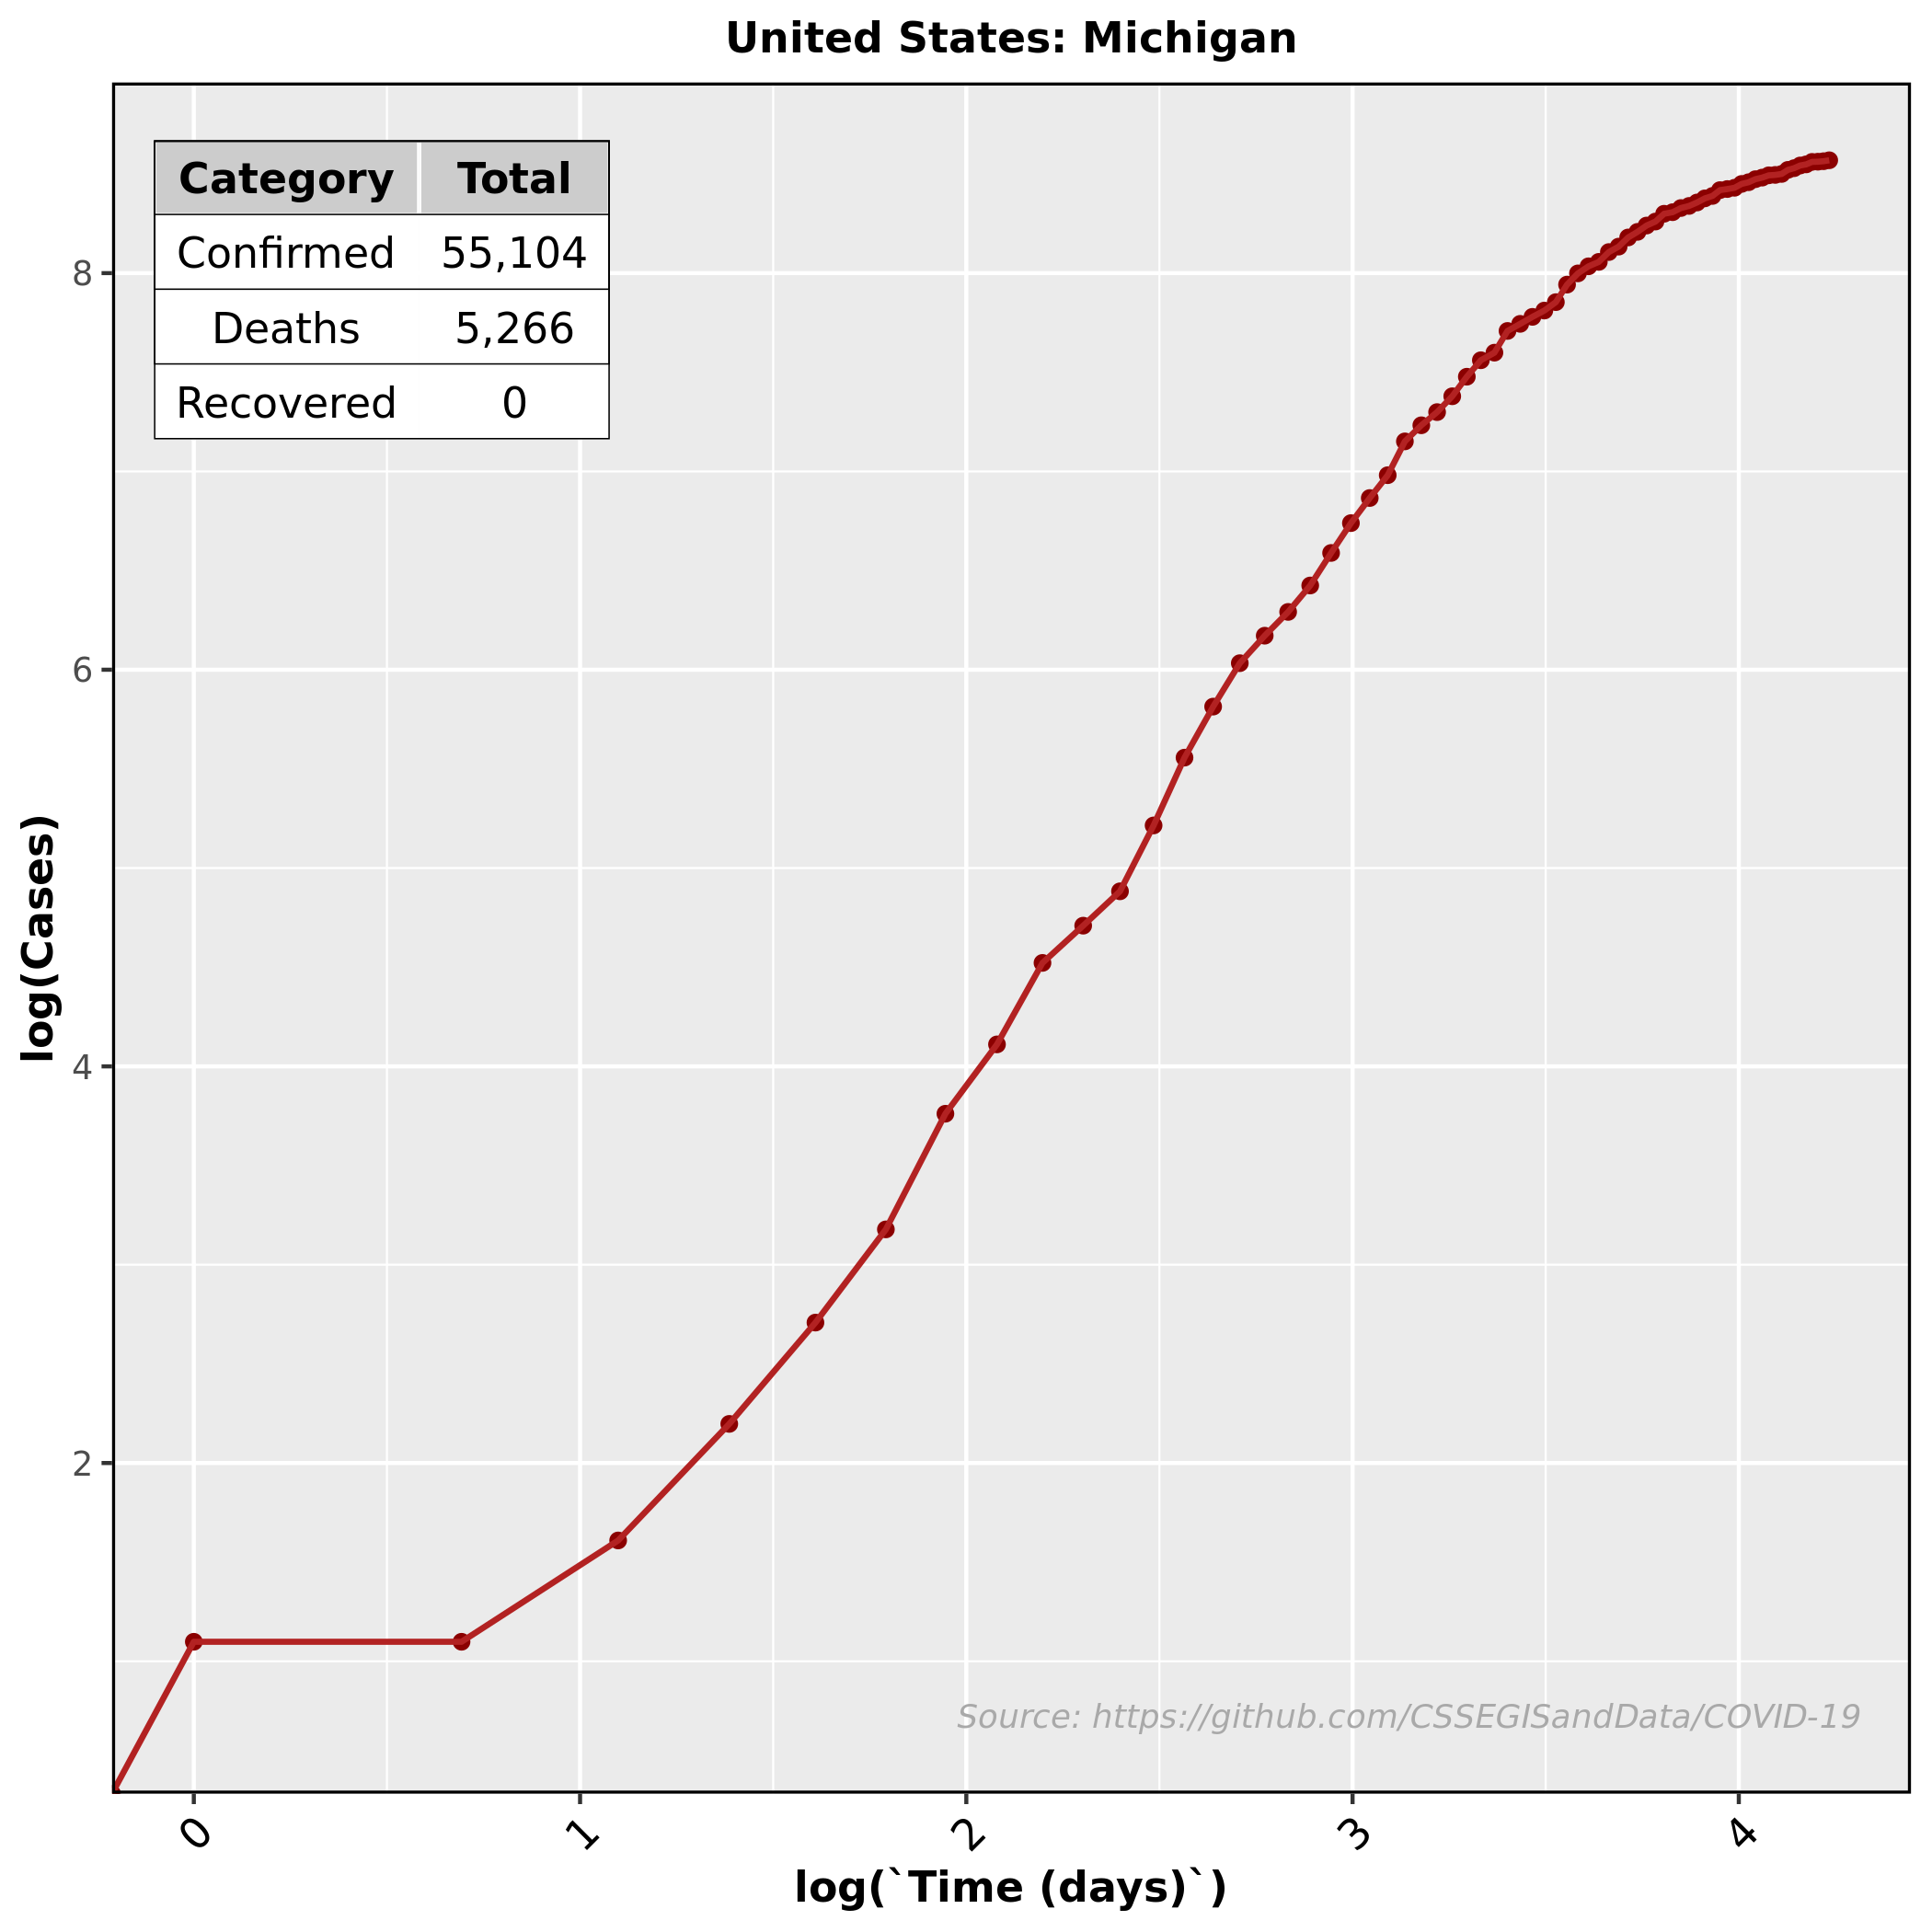 United States: Michigan
Category Total
Confirmed 55,104
Deaths 5,266
Recovered 0
8
6
4
2
log(Cases)
Source: https://github.com/CSSEGISandData/COVID-19
0 1 2 3 4
log(`Time (days)`)